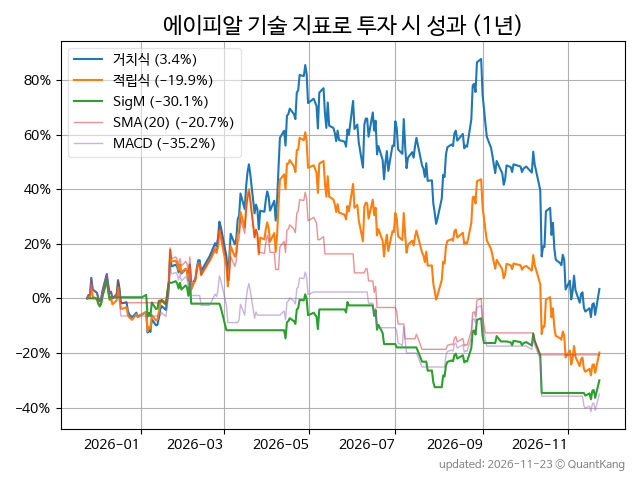 에이피알 기술 지표로 투자 시 성과 (1년)
거치식 (3.4%)
적립식 (−19.9%)
SigM (−30.1%)
SMA(20) (−20.7%)
MACD (−35.2%)
80%
60%
40%
20%
0%
−20%
−40%
2026-01 2026-03 2026-05 2026-07 2026-09 2026-11
updated: 2026-11-23 © QuantKang